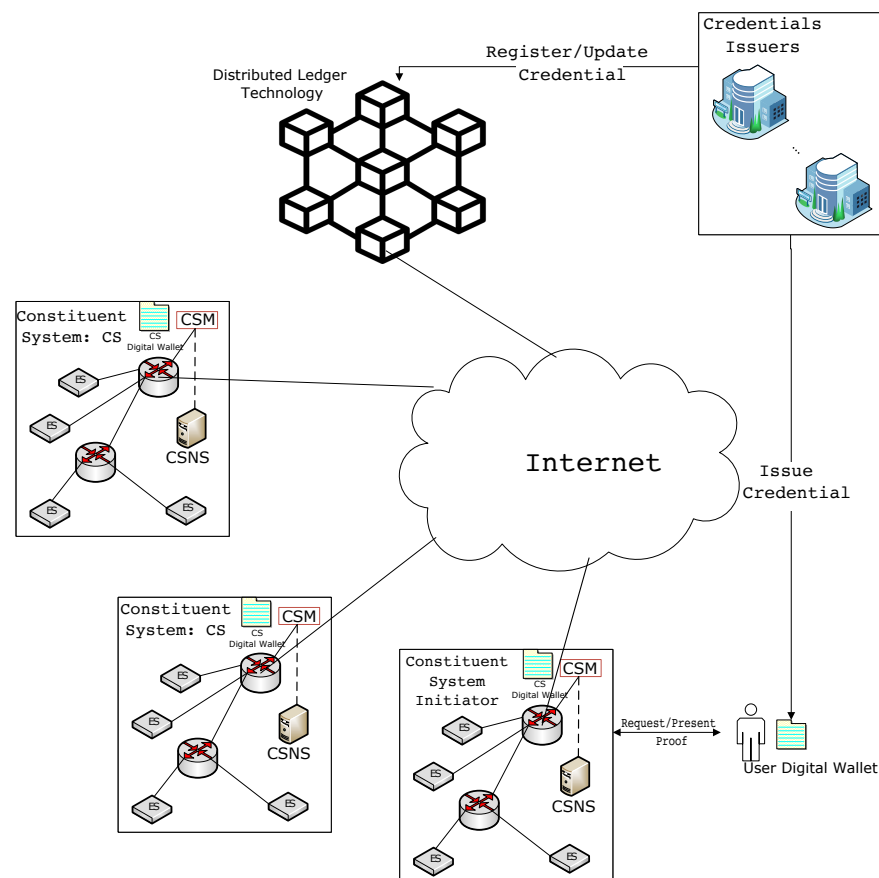 Credentials
Issuers
Register/Update
Credential
Distributed Ledger
Technology
Constituent
System: CS
CS
Digital Wallet
CSM
ES
ES
CSNS
ES
ES
Internet
Issue
Credential
Constituent
System: CS
CS
Digital Wallet
CSM
ES
ES
CSNS
ES
ES
Constituent
System
Initiator
CS
Digital Wallet
CSM
ES
ES
CSNS
ES
ES
Request/Present
Proof
User Digital Wallet